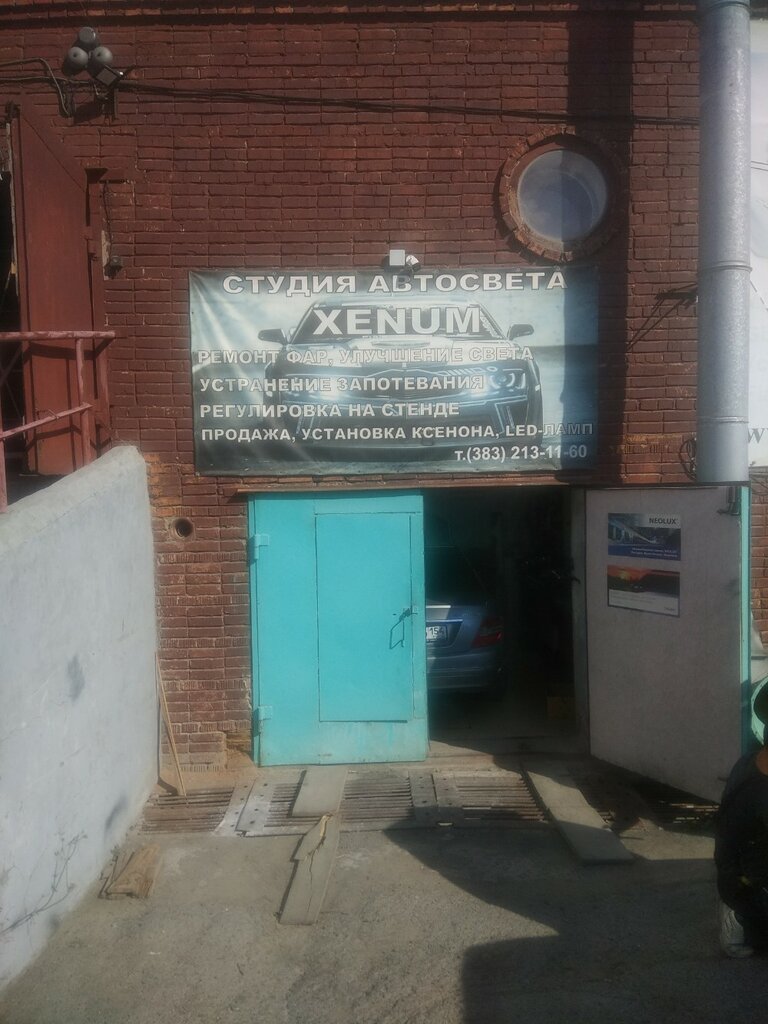 СТУДИЯ АВТОСВЕТА
XENUM
РЕМОНТ ФАР, УЛУЧШЕНИЕ СВЕТА
УСТРАНЕНИЕ ЗАПОТЕВАНИЯ
РЕГУЛИРОВКА НА СТЕНДЕ
ПРОДАЖА, УСТАНОВКА КСЕНОНА, LED-ЛАМП
т.(383) 213-11-60
NEOLUX